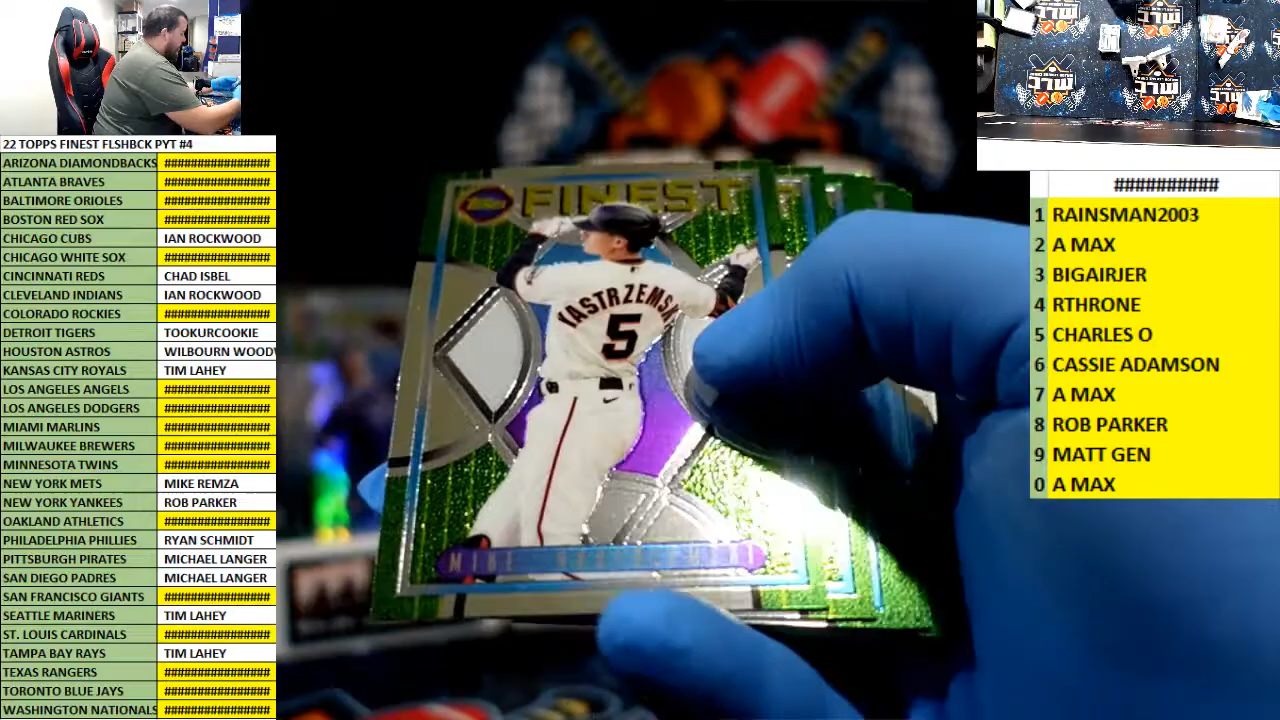 22 TOPPS FINEST FLSHBCK PYT #4
ARIZONA DIAMONDBACKS ################
ATLANTA BRAVES ################
BALTIMORE ORIOLES ################
BOSTON RED SOX ################
CHICAGO CUBS IAN ROCKWOOD
CHICAGO WHITE SOX ################
CINCINNATI REDS CHAD ISBEL
CLEVELAND INDIANS IAN ROCKWOOD
COLORADO ROCKIES ################
DETROIT TIGERS TOOKURCOOKIE
HOUSTON ASTROS WILBOURN WOODW
KANSAS CITY ROYALS TIM LAHEY
LOS ANGELES ANGELS ################
LOS ANGELES DODGERS ################
MIAMI MARLINS ################
MILWAUKEE BREWERS ################
MINNESOTA TWINS ################
NEW YORK METS MIKE REMZA
NEW YORK YANKEES ROB PARKER
OAKLAND ATHLETICS ################
PHILADELPHIA PHILLIES RYAN SCHMIDT
PITTSBURGH PIRATES MICHAEL LANGER
SAN DIEGO PADRES MICHAEL LANGER
SAN FRANCISCO GIANTS ################
SEATTLE MARINERS TIM LAHEY
ST. LOUIS CARDINALS ################
TAMPA BAY RAYS TIM LAHEY
TEXAS RANGERS ################
TORONTO BLUE JAYS ################
WASHINGTON NATIONALS ################
FINEST
YASTRZEMSKI
5
MIKE
##########
1 RAINSMAN2003
2 A MAX
3 BIGAIRJER
4 RTHRONE
5 CHARLES O
6 CASSIE ADAMSON
7 A MAX
8 ROB PARKER
9 MATT GEN
0 A MAX